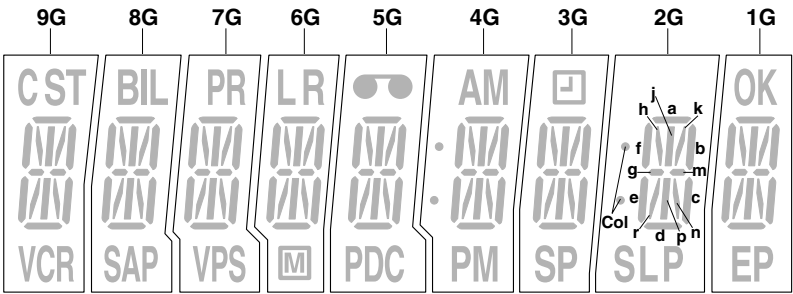 9G 8G 7G 6G 5G 4G 3G 2G 1G
C ST BIL PR L R AM OK
j
h a k
f b
g m
e c
Col
r d p n
VCR SAP VPS M PDC PM SP SLP EP